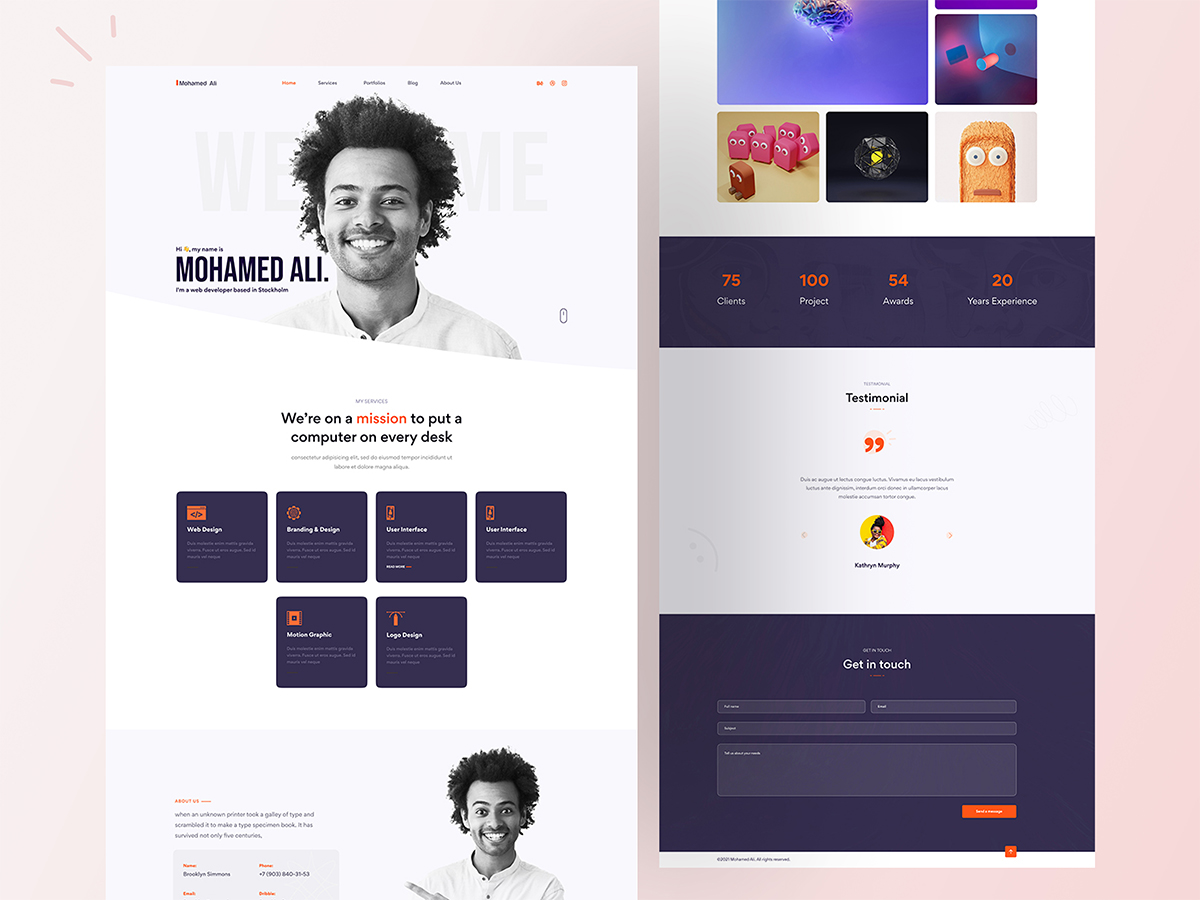 Mohamed Ali
Home Services Portfolios Blog About Us
WELCOME
Hi 👋, my name is
MOHAMED ALI.
I'm a web developer based in Stockholm
MY SERVICES
We're on a mission to put a
computer on every desk
consectetur adipiscing elit, sed do eiusmod tempor incididunt ut
labore et dolore magna aliqua.
Web Design
Duis molestie enim mattis gravida
viverra, Fusce ut eros augue. Sed id
mauris vel neque
Branding & Design
Duis molestie enim mattis gravida
viverra, Fusce ut eros augue. Sed id
mauris vel neque
User Interface
Duis molestie enim mattis gravida
viverra, Fusce ut eros augue. Sed id
mauris vel neque
READ MORE
User Interface
Duis molestie enim mattis gravida
viverra, Fusce ut eros augue. Sed id
mauris vel neque
Motion Graphic
Duis molestie enim mattis gravida
viverra, Fusce ut eros augue. Sed id
mauris vel neque
Logo Design
Duis molestie enim mattis gravida
viverra, Fusce ut eros augue. Sed id
mauris vel neque
ABOUT US
when an unknown printer took a galley of type and
scrambled it to make a type specimen book. It has
survived not only five centuries,
Name: Phone:
Brooklyn Simmons +7 (903) 840-31-53
Email: Dribble:
75 100 54 20
Clients Project Awards Years Experience
TESTIMONIAL
Testimonial
Duis ac augue ut lectus congue luctus. Vivamus eu lacus vestibulum
luctus ante dignissim, interdum orci donec in ullamcorper lacus
molestie accumsan tortor congue.
Kathryn Murphy
GET IN TOUCH
Get in touch
Full name Email
Subject
Tell us about your needs
Send a message
©2021 Mohamed Ali. All rights reserved.